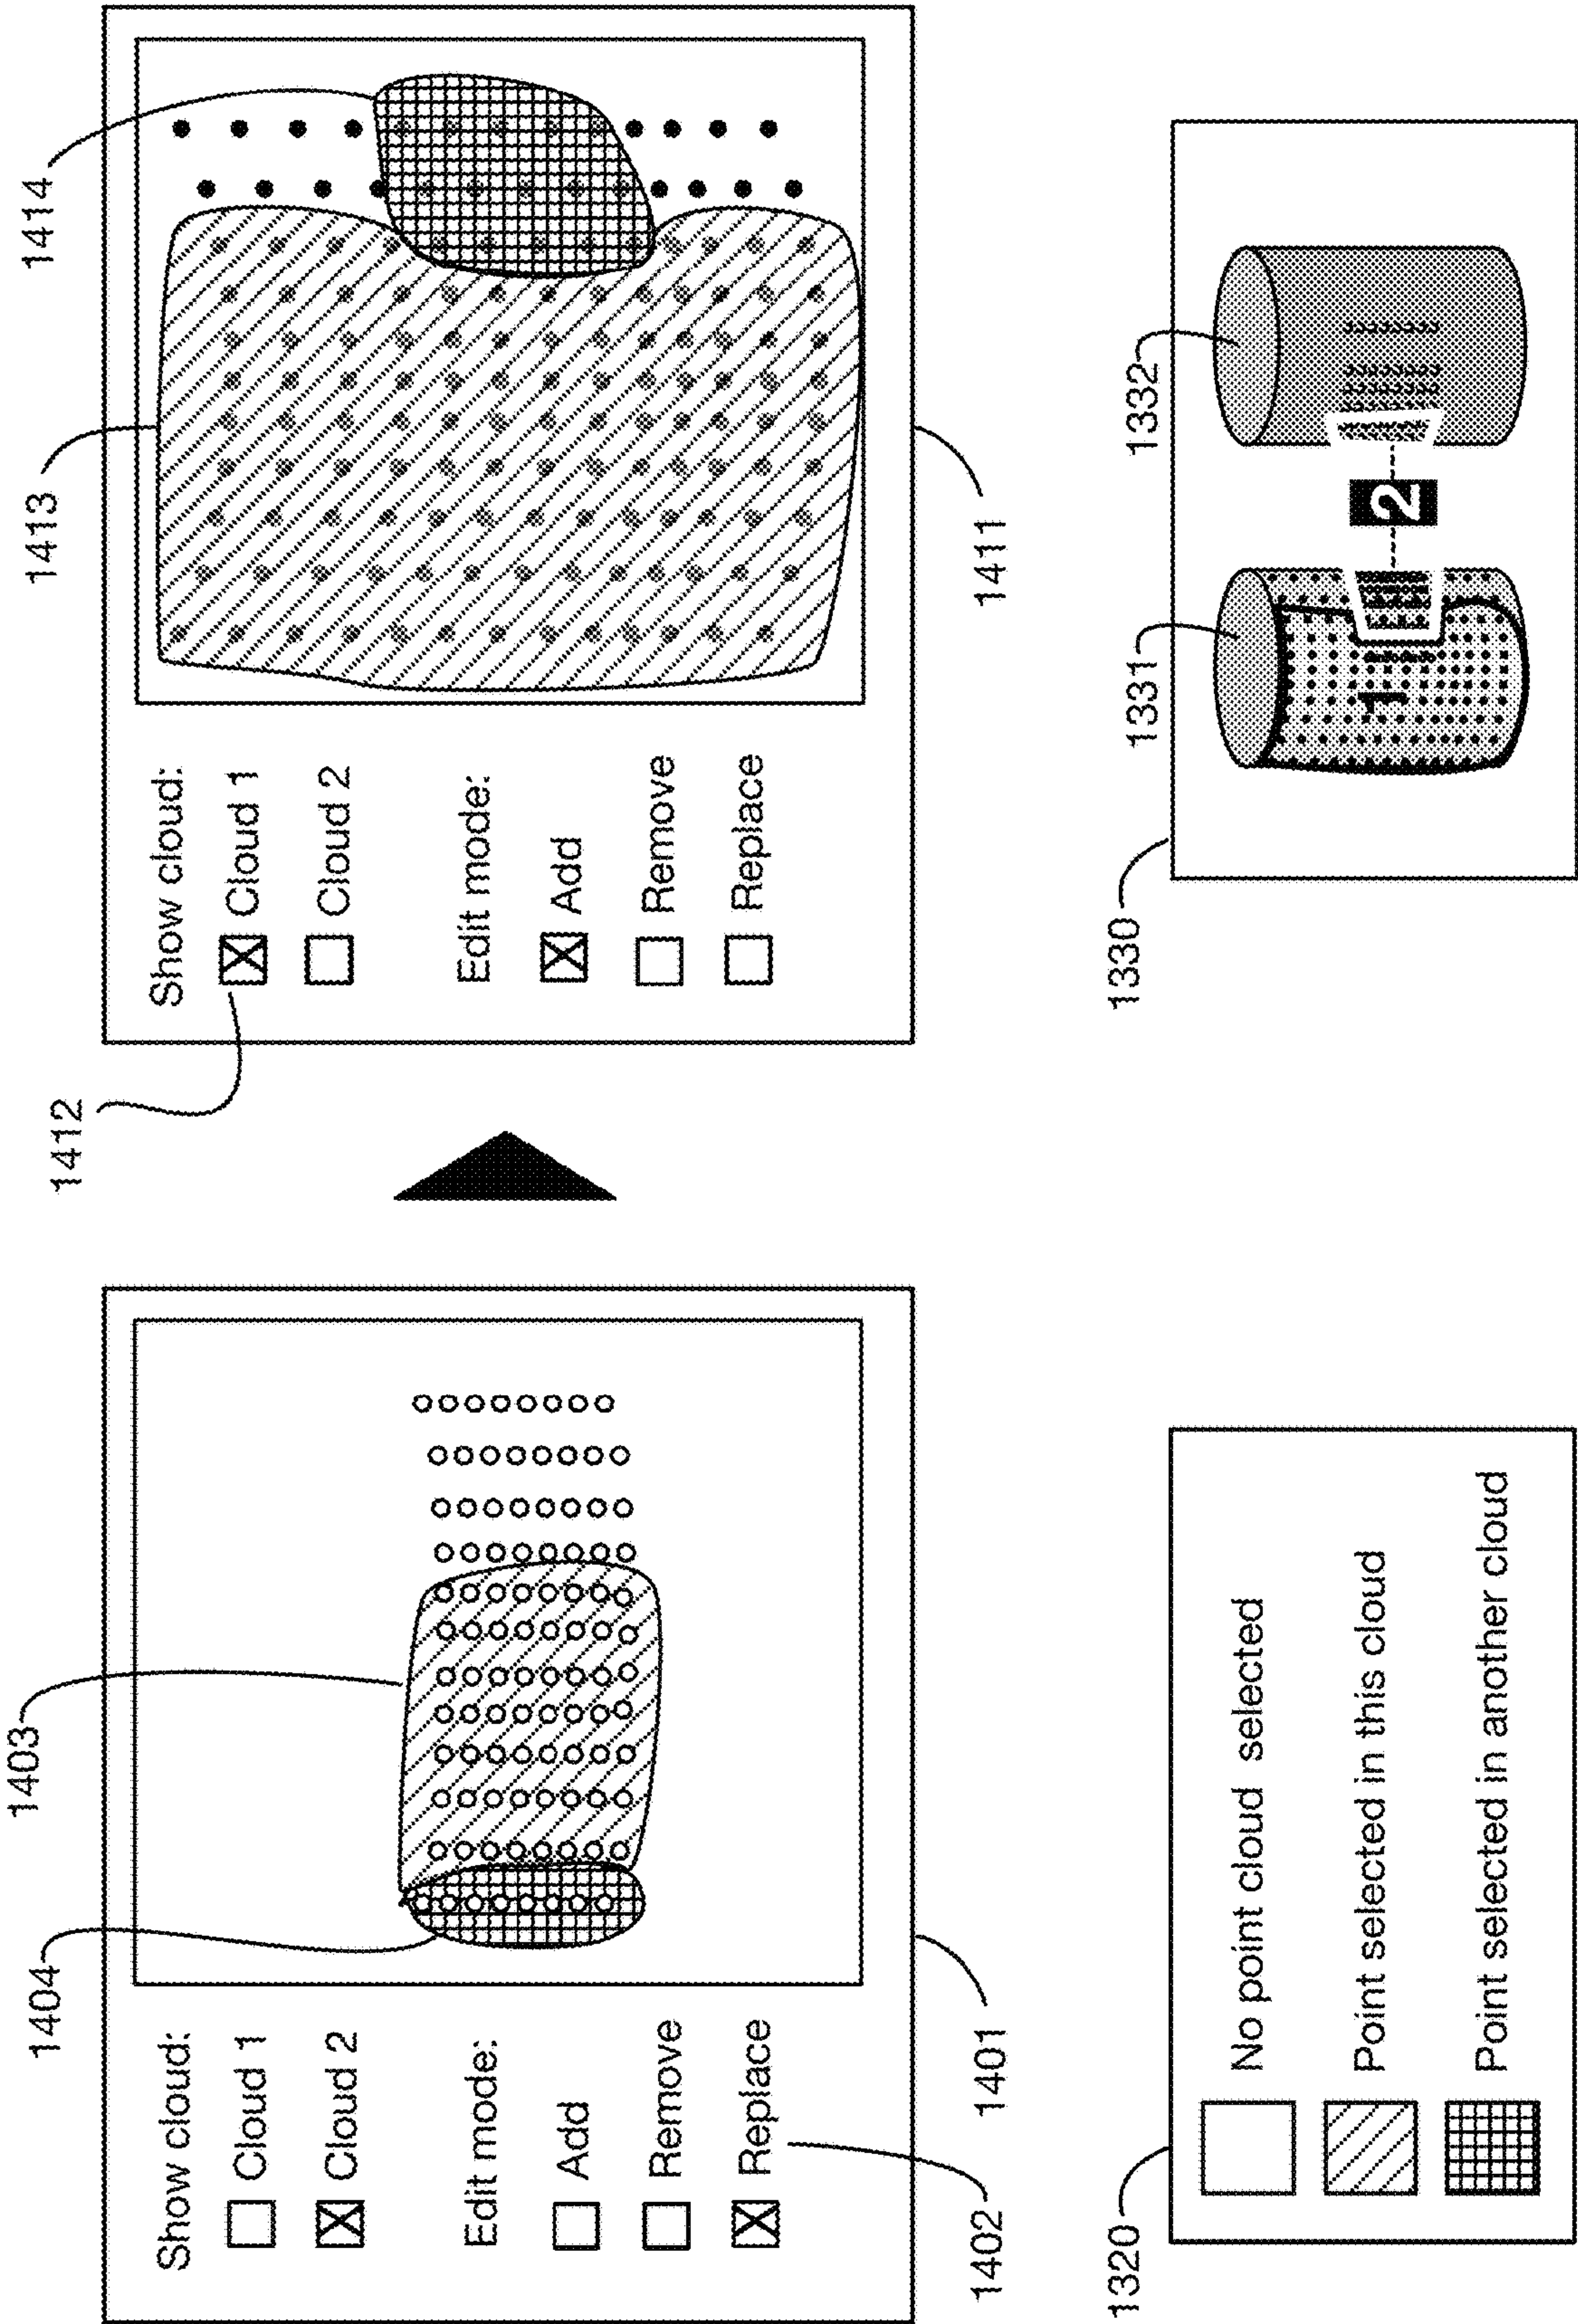 1404
1403
Show cloud:
Cloud 1
Cloud 2
Edit mode:
Add
Remove
Replace
1402
1401
1412
1413
1414
Show cloud:
Cloud 1
Cloud 2
Edit mode:
Add
Remove
Replace
1411
1320
No point cloud selected
Point selected in this cloud
Point selected in another cloud
1330
1331
1332
1
2